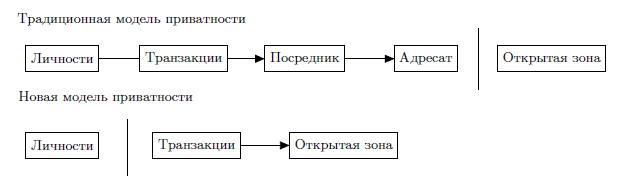 Традиционная модель приватности
Личности Транзакции Посредник Адресат Открытая зона
Новая модель приватности
Личности Транзакции Открытая зона